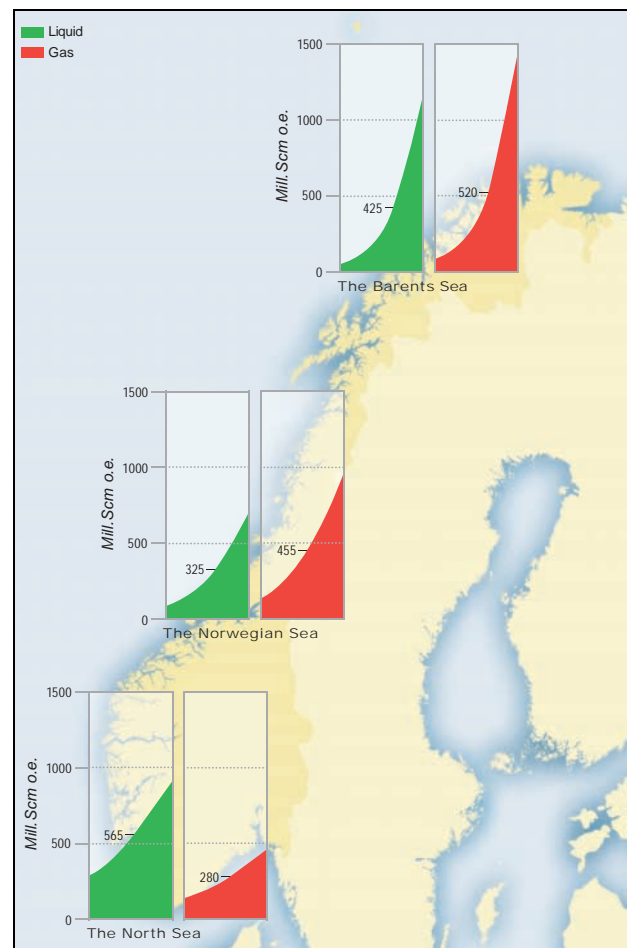 Liquid
Gas
1500
1000
500
0
Mill.Scm o.e.
425
520
The Barents Sea
1500
1000
500
0
Mill.Scm o.e.
325
455
The Norwegian Sea
1500
1000
500
0
Mill.Scm o.e.
565
280
The North Sea